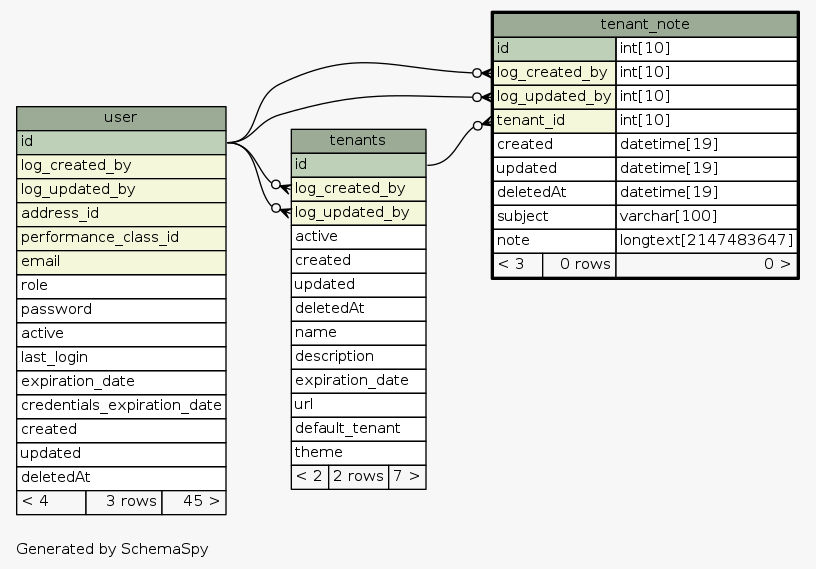 user
id
log_created_by
log_updated_by
address_id
performance_class_id
email
role
password
active
last_login
expiration_date
credentials_expiration_date
created
updated
deletedAt
< 4 3 rows 45 >
tenants
id
log_created_by
log_updated_by
active
created
updated
deletedAt
name
description
expiration_date
url
default_tenant
theme
< 2 2 rows 7 >
tenant_note
id int[10]
log_created_by int[10]
log_updated_by int[10]
tenant_id int[10]
created datetime[19]
updated datetime[19]
deletedAt datetime[19]
subject varchar[100]
note longtext[2147483647]
< 3 0 rows 0 >
Generated by SchemaSpy